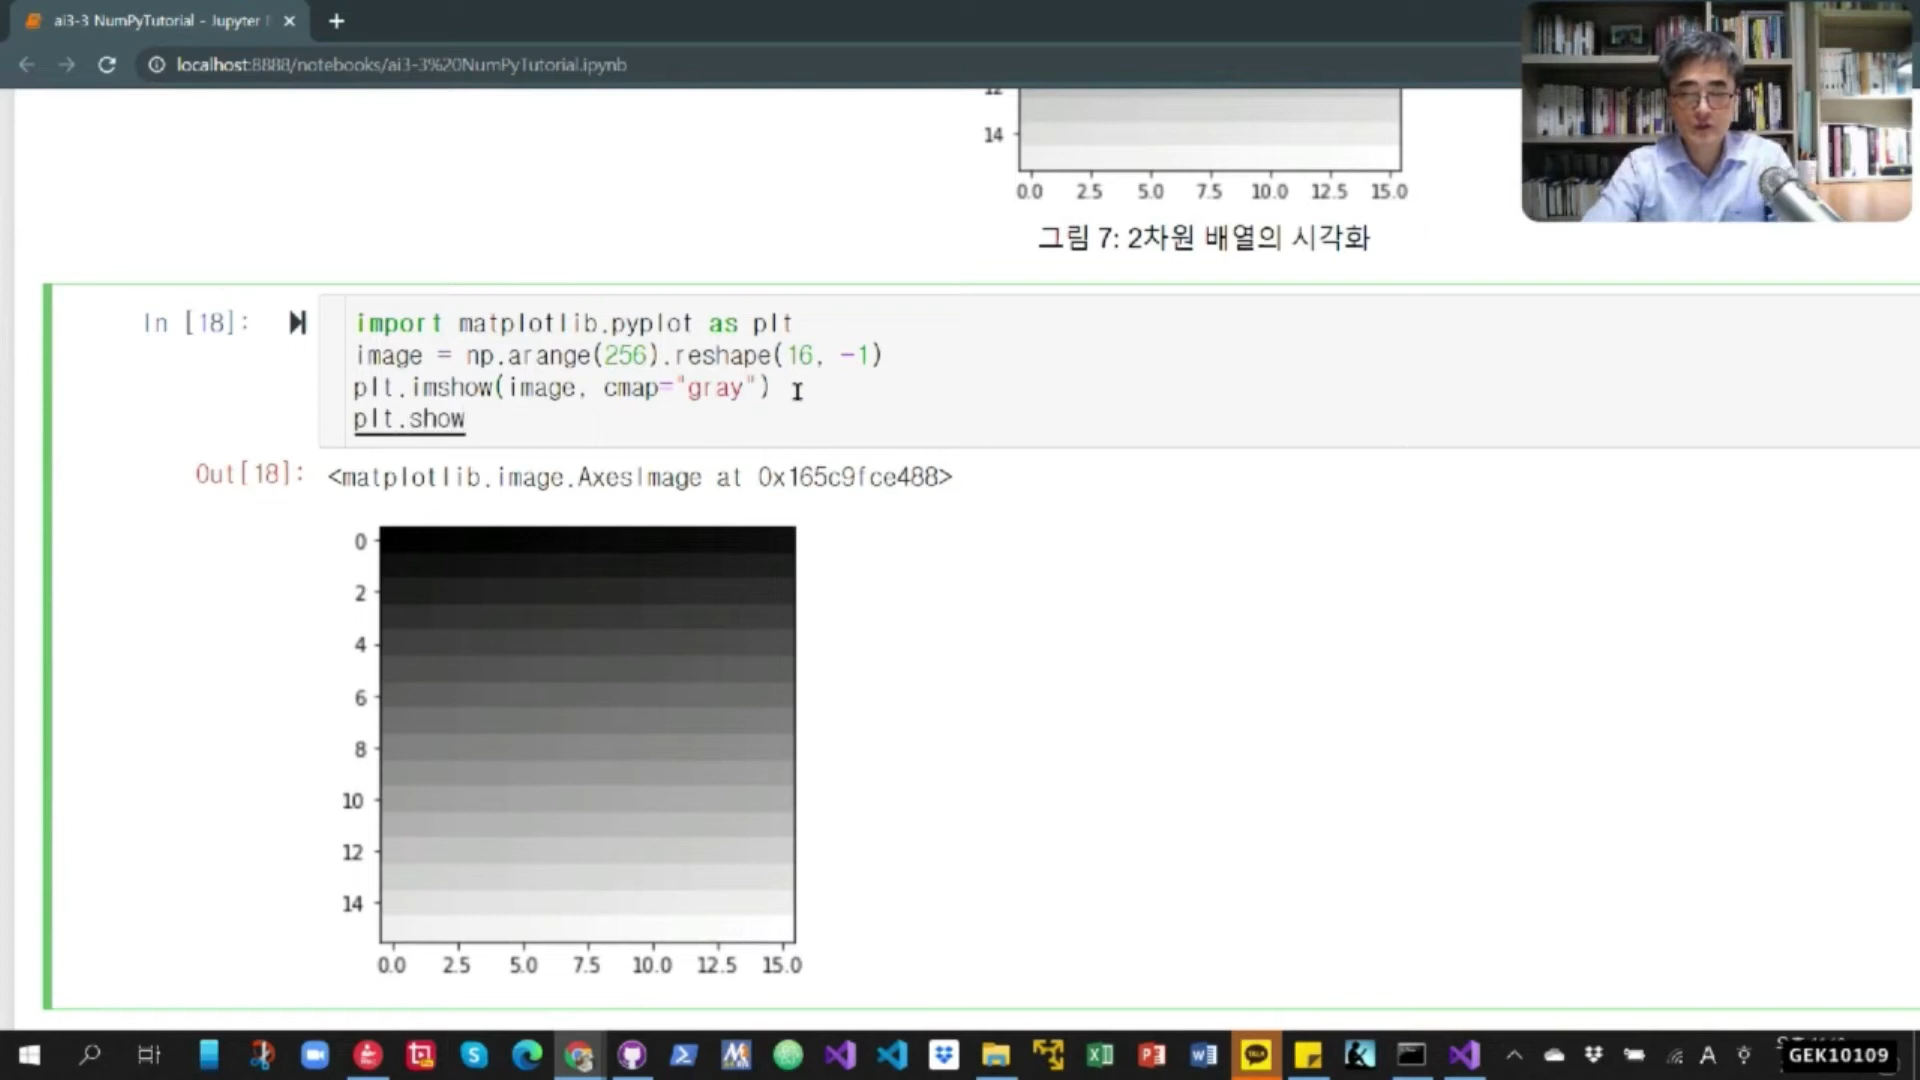 ai3-3 NumPyTutorial - Jupyter
localhost:8888/notebooks/ai3-3%20NumPyTutorial.ipynb
12
14
0.0 2.5 5.0 7.5 10.0 12.5 15.0
그림 7: 2차원 배열의 시각화
In [18]:
import matplotlib.pyplot as plt
image = np.arange(256).reshape(16, -1)
plt.imshow(image, cmap="gray")
plt.show
Out[18]: <matplotlib.image.AxesImage at 0x165c9fce488>
0
2
4
6
8
10
12
14
0.0 2.5 5.0 7.5 10.0 12.5 15.0
A
GEK10109